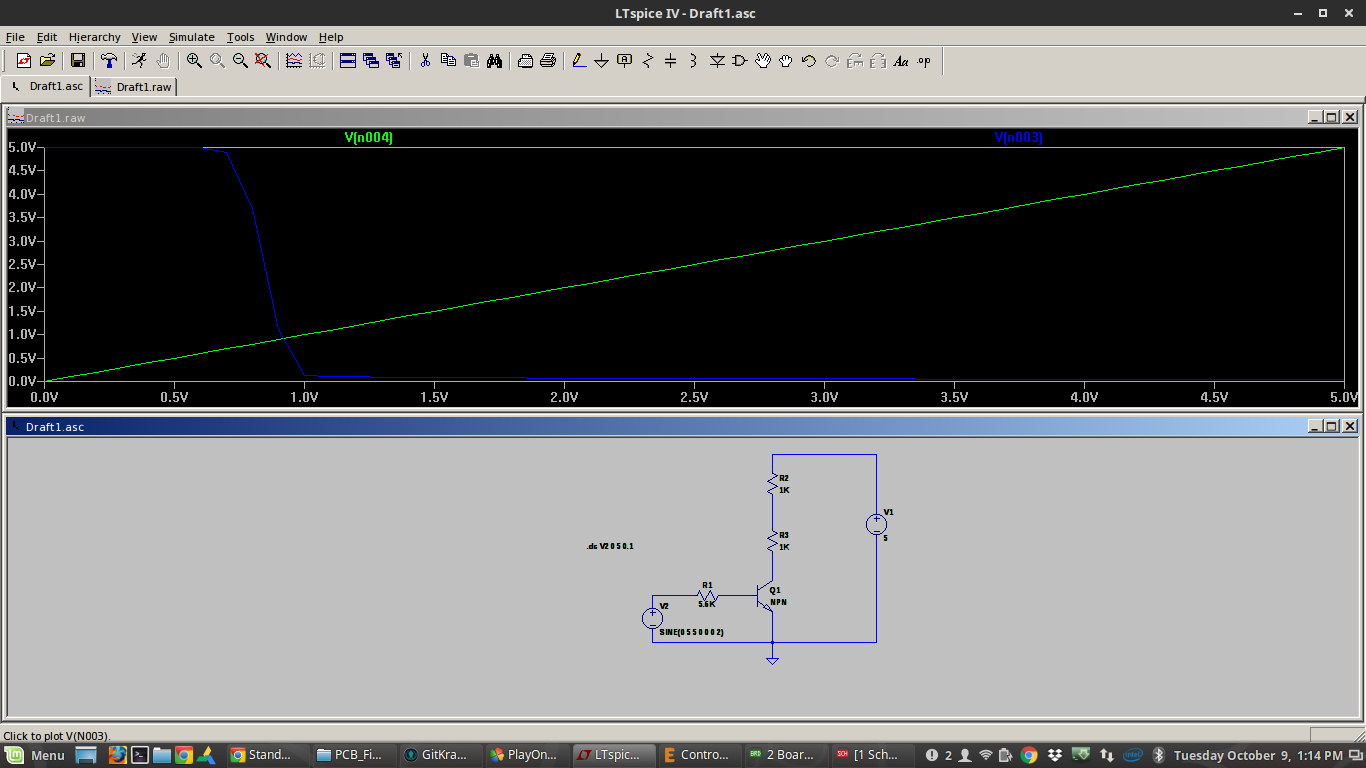 LTspice IV - Draft1.asc
File Edit Hierarchy View Simulate Tools Window Help
Aa .op
Draft1.asc Draft1.raw
Draft1.raw
V(n004) V(n003)
5.0V
4.5V
4.0V
3.5V
3.0V
2.5V
2.0V
1.5V
1.0V
0.5V
0.0V
0.0V 0.5V 1.0V 1.5V 2.0V 2.5V 3.0V 3.5V 4.0V 4.5V 5.0V
Draft1.asc
R2
1K
V1
5
R3
1K
.dc V2 0 5 0.1
R1
5.6K
Q1
NPN
V2
SINE(0 5 5 0 0 0 2)
Click to plot V(N003).
Menu Stand... PCB_Fi... GitKra... PlayOn... LTspic... Contro... 2 Boar... [1 Sch... 2 Tuesday October 9, 1:14 PM